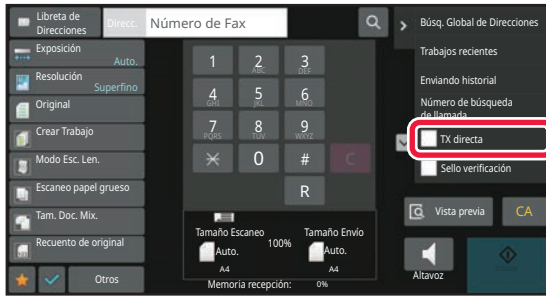 Libreta de
Direcciones
Direcc.
Número de Fax
Exposición
Auto.
Resolución
Superfino
Original
Crear Trabajo
Modo Esc. Len.
Escaneo papel grueso
Tam. Doc. Mix.
Recuento de original
Otros
1
2
ABC
3
DEF
4
GHI
5
JKL
6
MNO
7
PQRS
8
TUV
9
WXYZ
0
#
C
R
Tamaño Escaneo
Tamaño Envío
Auto.
100%
Auto.
A4
A4
Memoria recepción:
0%
Búsq. Global de Direcciones
Trabajos recientes
Enviando historial
Número de búsqueda
de llamada
TX directa
Sello verificación
Vista previa
CA
Altavoz